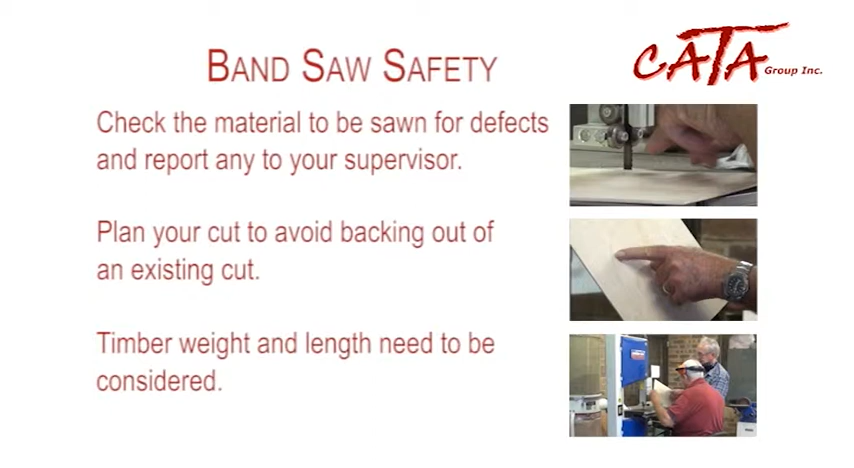 BAND SAW SAFETY
CATA Group Inc.
Check the material to be sawn for defects
and report any to your supervisor.
Plan your cut to avoid backing out of
an existing cut.
Timber weight and length need to be
considered.